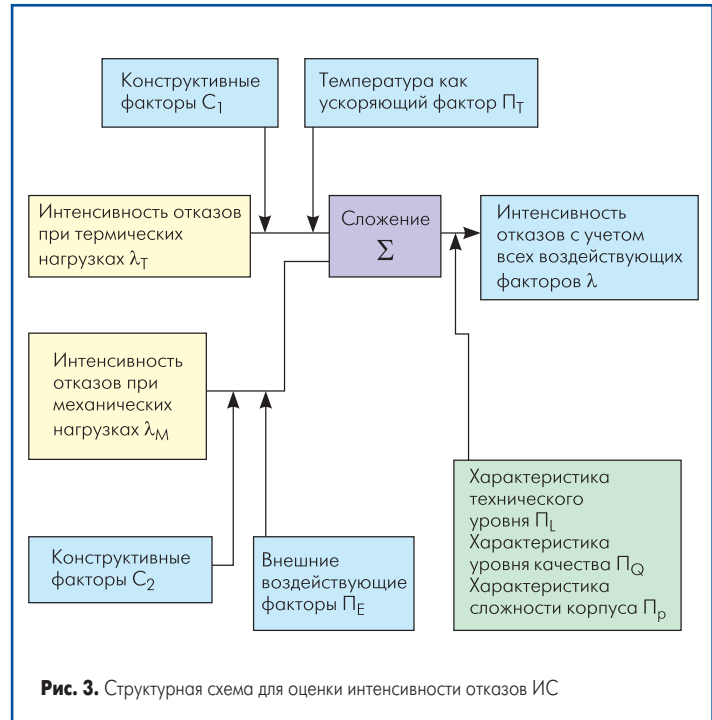 Конструктивные
факторы C1
Температура как
ускоряющий фактор ПT
Интенсивность отказов
при термических
нагрузках λT
Сложение
Σ
Интенсивность
отказов с учетом
всех воздействующих
факторов λ
Интенсивность
отказов при
механических
нагрузках λM
Конструктивные
факторы C2
Внешние
воздействующие
факторы ПE
Характеристика
технического
уровня ПL
Характеристика
уровня качества ПQ
Характеристика
сложности корпуса Пp
Рис. 3. Структурная схема для оценки интенсивности отказов ИС